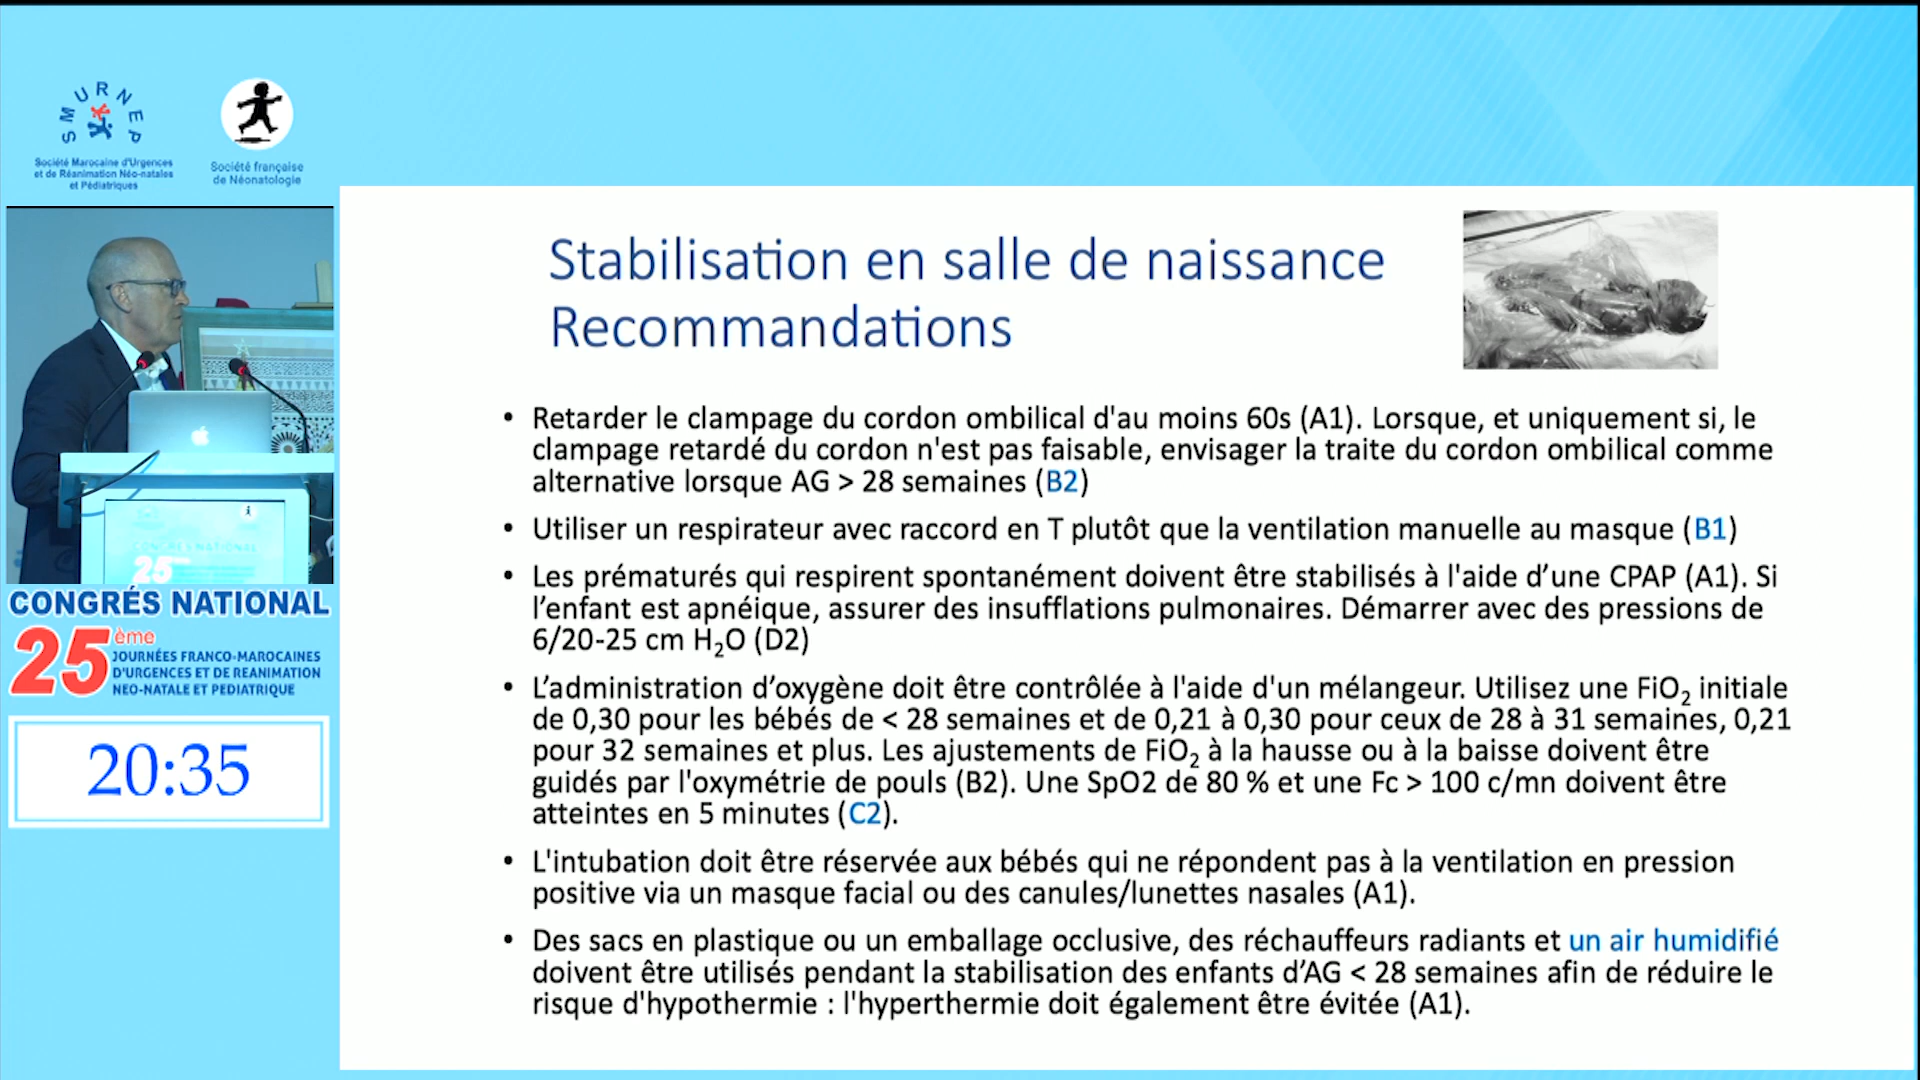 SMURNEP
Société Marocaine d'Urgences
et de Réanimation Néo-natales
et Pédiatriques
Société française
de Néonatologie
Stabilisation en salle de naissance
Recommandations
• Retarder le clampage du cordon ombilical d'au moins 60s (A1). Lorsque, et uniquement si, le
clampage retardé du cordon n'est pas faisable, envisager la traite du cordon ombilical comme
alternative lorsque AG > 28 semaines (B2)
• Utiliser un respirateur avec raccord en T plutôt que la ventilation manuelle au masque (B1)
• Les prématurés qui respirent spontanément doivent être stabilisés à l'aide d’une CPAP (A1). Si
l’enfant est apnéique, assurer des insufflations pulmonaires. Démarrer avec des pressions de
6/20-25 cm H₂O (D2)
• L’administration d’oxygène doit être contrôlée à l'aide d'un mélangeur. Utilisez une FiO₂ initiale
de 0,30 pour les bébés de < 28 semaines et de 0,21 à 0,30 pour ceux de 28 à 31 semaines, 0,21
pour 32 semaines et plus. Les ajustements de FiO₂ à la hausse ou à la baisse doivent être
guidés par l'oxymétrie de pouls (B2). Une SpO2 de 80 % et une Fc > 100 c/mn doivent être
atteintes en 5 minutes (C2).
• L'intubation doit être réservée aux bébés qui ne répondent pas à la ventilation en pression
positive via un masque facial ou des canules/lunettes nasales (A1).
• Des sacs en plastique ou un emballage occlusive, des réchauffeurs radiants et un air humidifié
doivent être utilisés pendant la stabilisation des enfants d’AG < 28 semaines afin de réduire le
risque d'hypothermie : l'hyperthermie doit également être évitée (A1).
CONGRÈS NATIONAL
25
CONGRÉS NATIONAL
25ème
JOURNÉES FRANCO-MAROCAINES
D'URGENCES ET DE REANIMATION
NEO-NATALE ET PEDIATRIQUE
20:35